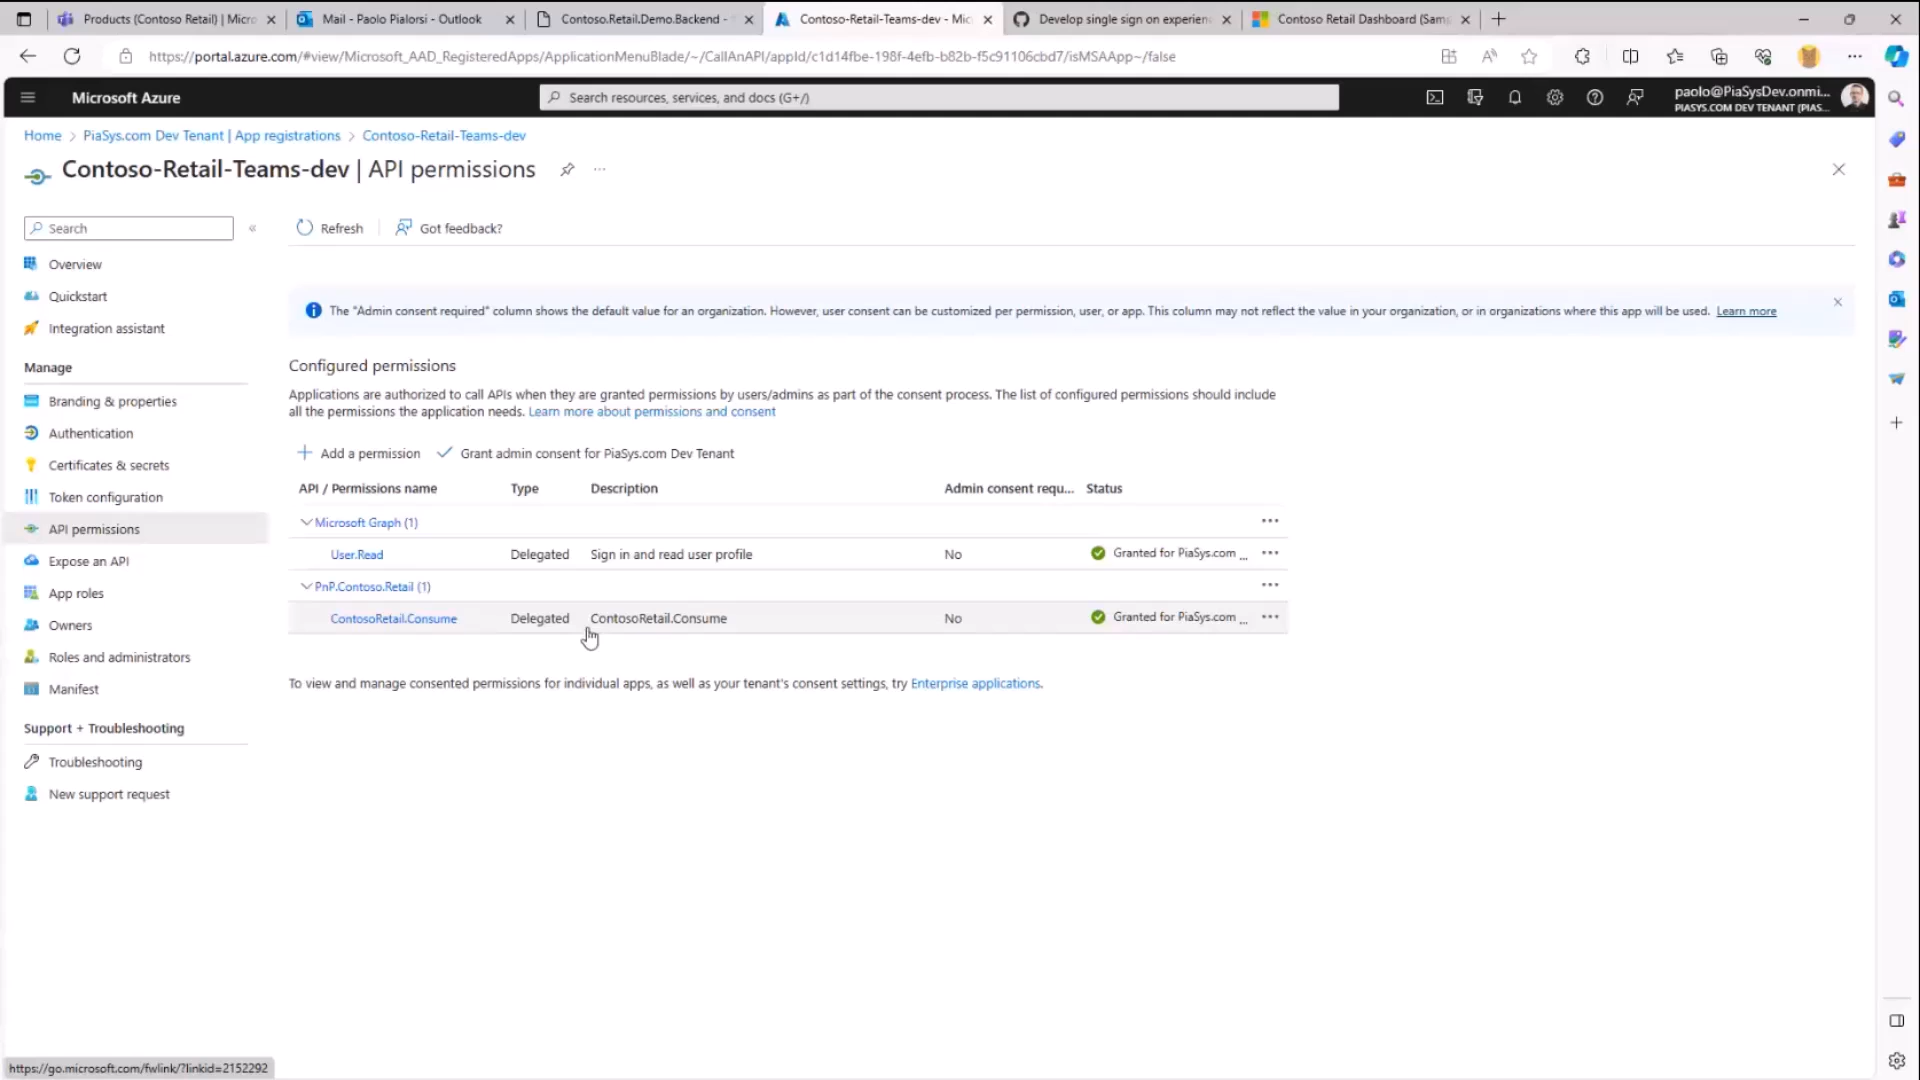 Products (Contoso Retail) | Micro
Mail - Paolo Pialorsi - Outlook
Contoso.Retail.Demo.Backend -
Contoso-Retail-Teams-dev - Mic
Develop single sign on experien
Contoso Retail Dashboard (Sam
https://portal.azure.com/#view/Microsoft_AAD_RegisteredApps/ApplicationMenuBlade/~/CallAnAPI/appId/c1d14fbe-198f-4efb-b82b-f5c91106cbd7/isMSAApp~/false
Microsoft Azure
Search resources, services, and docs (G+/)
paolo@PiaSysDev.onmi...
PIASYS.COM DEV TENANT (PIAS...
Home > PiaSys.com Dev Tenant | App registrations > Contoso-Retail-Teams-dev
Contoso-Retail-Teams-dev | API permissions
Search
Refresh
Got feedback?
Overview
Quickstart
Integration assistant
Manage
Branding & properties
Authentication
Certificates & secrets
Token configuration
API permissions
Expose an API
App roles
Owners
Roles and administrators
Manifest
Support + Troubleshooting
Troubleshooting
New support request
The "Admin consent required" column shows the default value for an organization. However, user consent can be customized per permission, user, or app. This column may not reflect the value in your organization, or in organizations where this app will be used. Learn more
Configured permissions
Applications are authorized to call APIs when they are granted permissions by users/admins as part of the consent process. The list of configured permissions should include
all the permissions the application needs. Learn more about permissions and consent
Add a permission
Grant admin consent for PiaSys.com Dev Tenant
API / Permissions name Type Description Admin consent requ... Status
Microsoft Graph (1)
User.Read Delegated Sign in and read user profile No Granted for PiaSys.com ...
PnP.Contoso.Retail (1)
ContosoRetail.Consume Delegated ContosoRetail.Consume No Granted for PiaSys.com ...
To view and manage consented permissions for individual apps, as well as your tenant's consent settings, try Enterprise applications.
https://go.microsoft.com/fwlink/?linkid=2152292